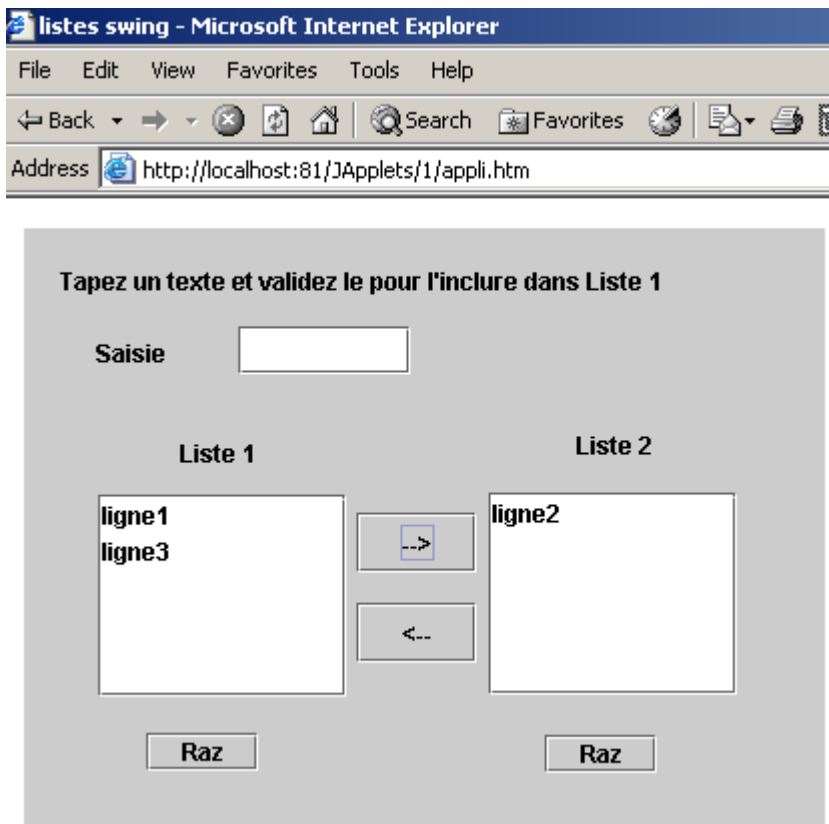 listes swing - Microsoft Internet Explorer
File Edit View Favorites Tools Help
Back Search Favorites
Address http://localhost:81/JApplets/1/appli.htm
Tapez un texte et validez le pour l'inclure dans Liste 1
Saisie
Liste 1 Liste 2
ligne1 ligne2
ligne3
-->
<--
Raz Raz